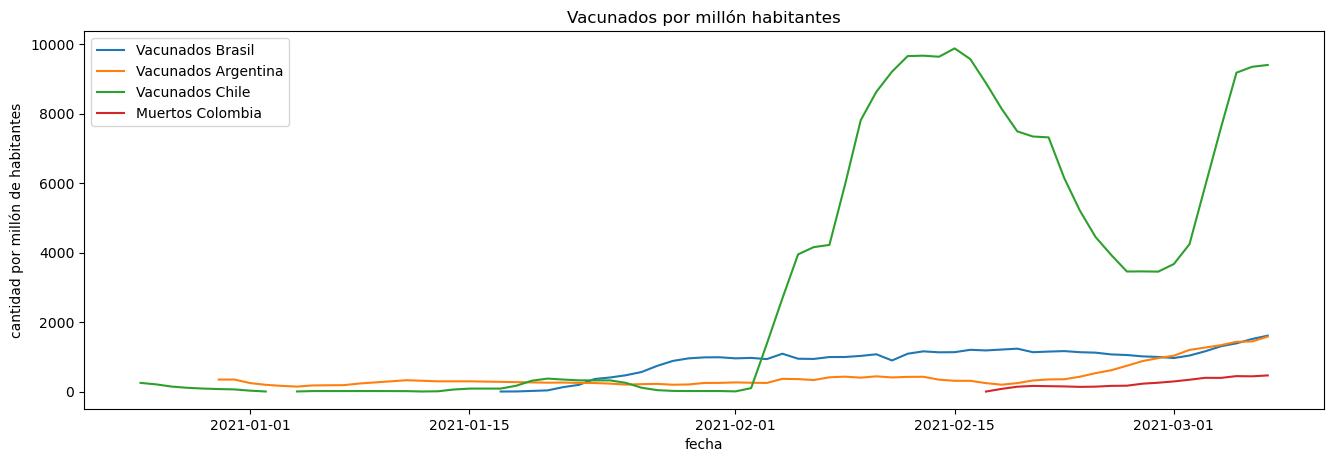 Vacunados por millón habitantes
Vacunados Brasil
Vacunados Argentina
Vacunados Chile
Muertos Colombia
cantidad por millón de habitantes
10000
8000
6000
4000
2000
0
2021-01-01
2021-01-15
2021-02-01
2021-02-15
2021-03-01
fecha